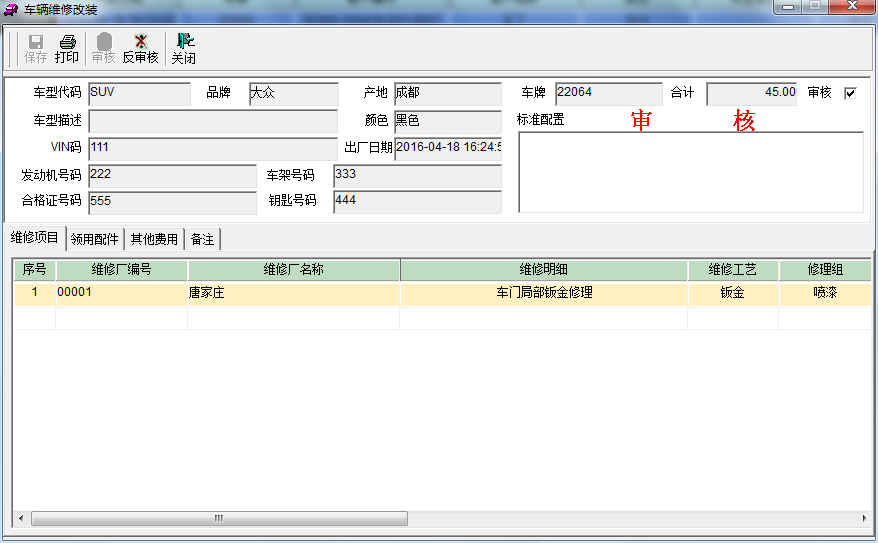 车辆维修改装
保存 打印 审核 反审核 关闭
车型代码 SUV 品牌 大众 产地 成都 车牌 22064 合计 45.00 审核
车型描述 颜色 黑色 标准配置 审 核
VIN码 111 出厂日期 2016-04-18 16:24:5
发动机号码 222 车架号码 333
合格证号码 555 钥匙号码 444
维修项目 领用配件 其他费用 备注
序号 维修厂编号 维修厂名称 维修明细 维修工艺 修理组
1 00001 唐家庄 车门局部钣金修理 钣金 喷漆